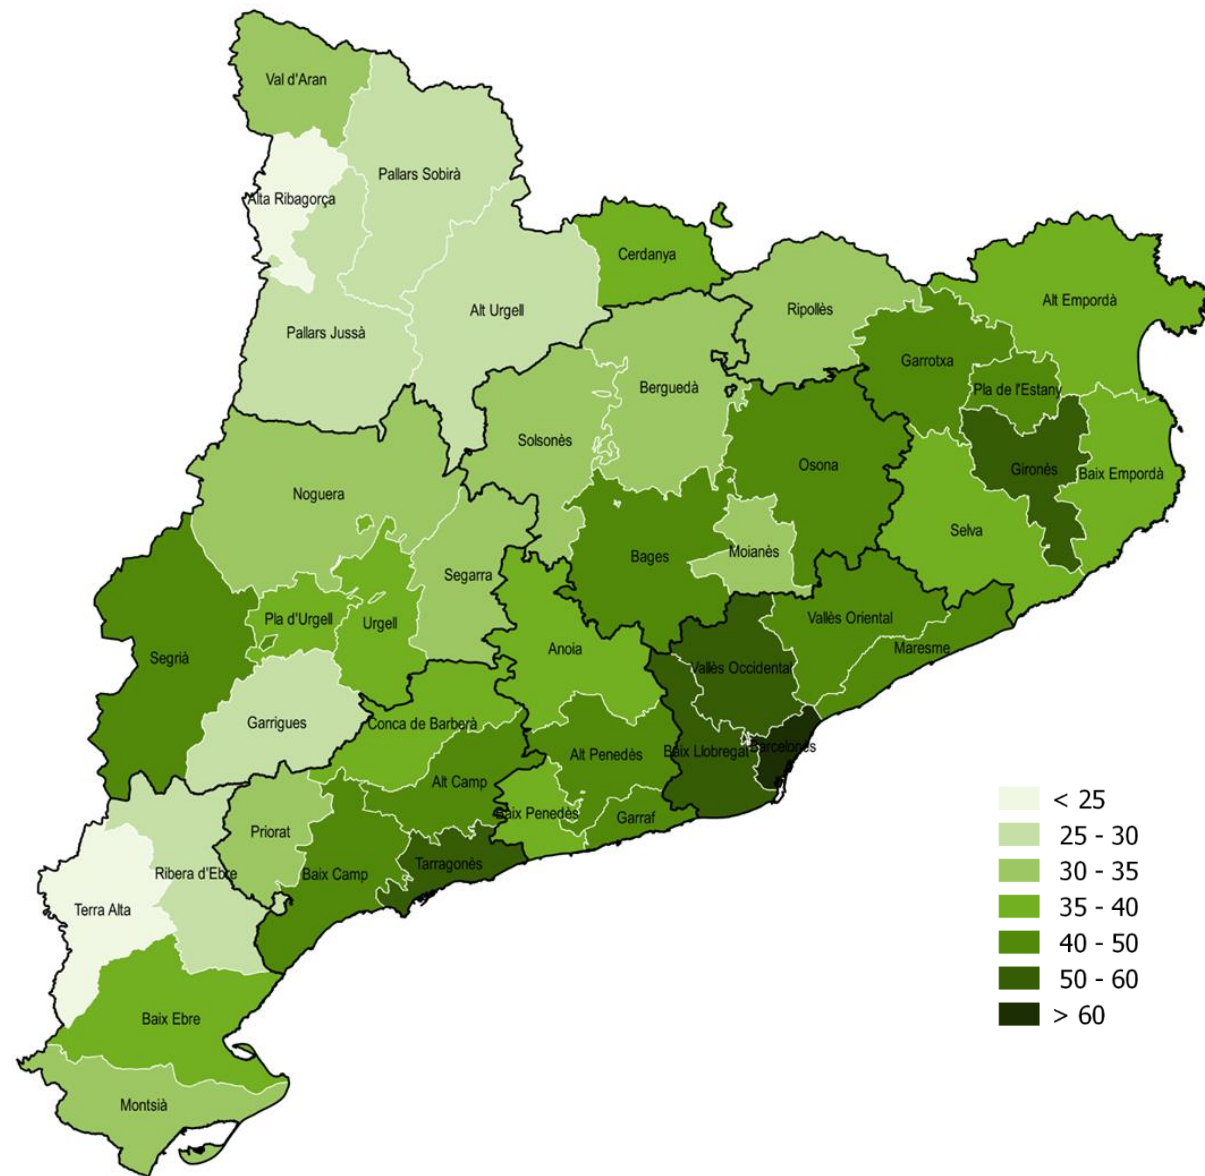 Val d'Aran
Alta Ribagorça
Pallars Sobirà
Cerdanya
Alt Urgell
Pallars Jussà
Ripollès
Alt Empordà
Garrotxa
Pla de l'Estany
Berguedà
Solsonès
Osona
Gironès
Baix Empordà
Noguera
Selva
Bages
Moianès
Segarra
Pla d'Urgell
Urgell
Vallès Oriental
Maresme
Segrià
Anoia
Vallès Occidental
Garrigues
Conca de Barberà
Alt Penedès
Baix Llobregat
Barcelonès
Alt Camp
Baix Penedès
Garraf
Priorat
Tarragonès
Ribera d'Ebre
Baix Camp
Terra Alta
Baix Ebre
Montsià
< 25
25 - 30
30 - 35
35 - 40
40 - 50
50 - 60
> 60